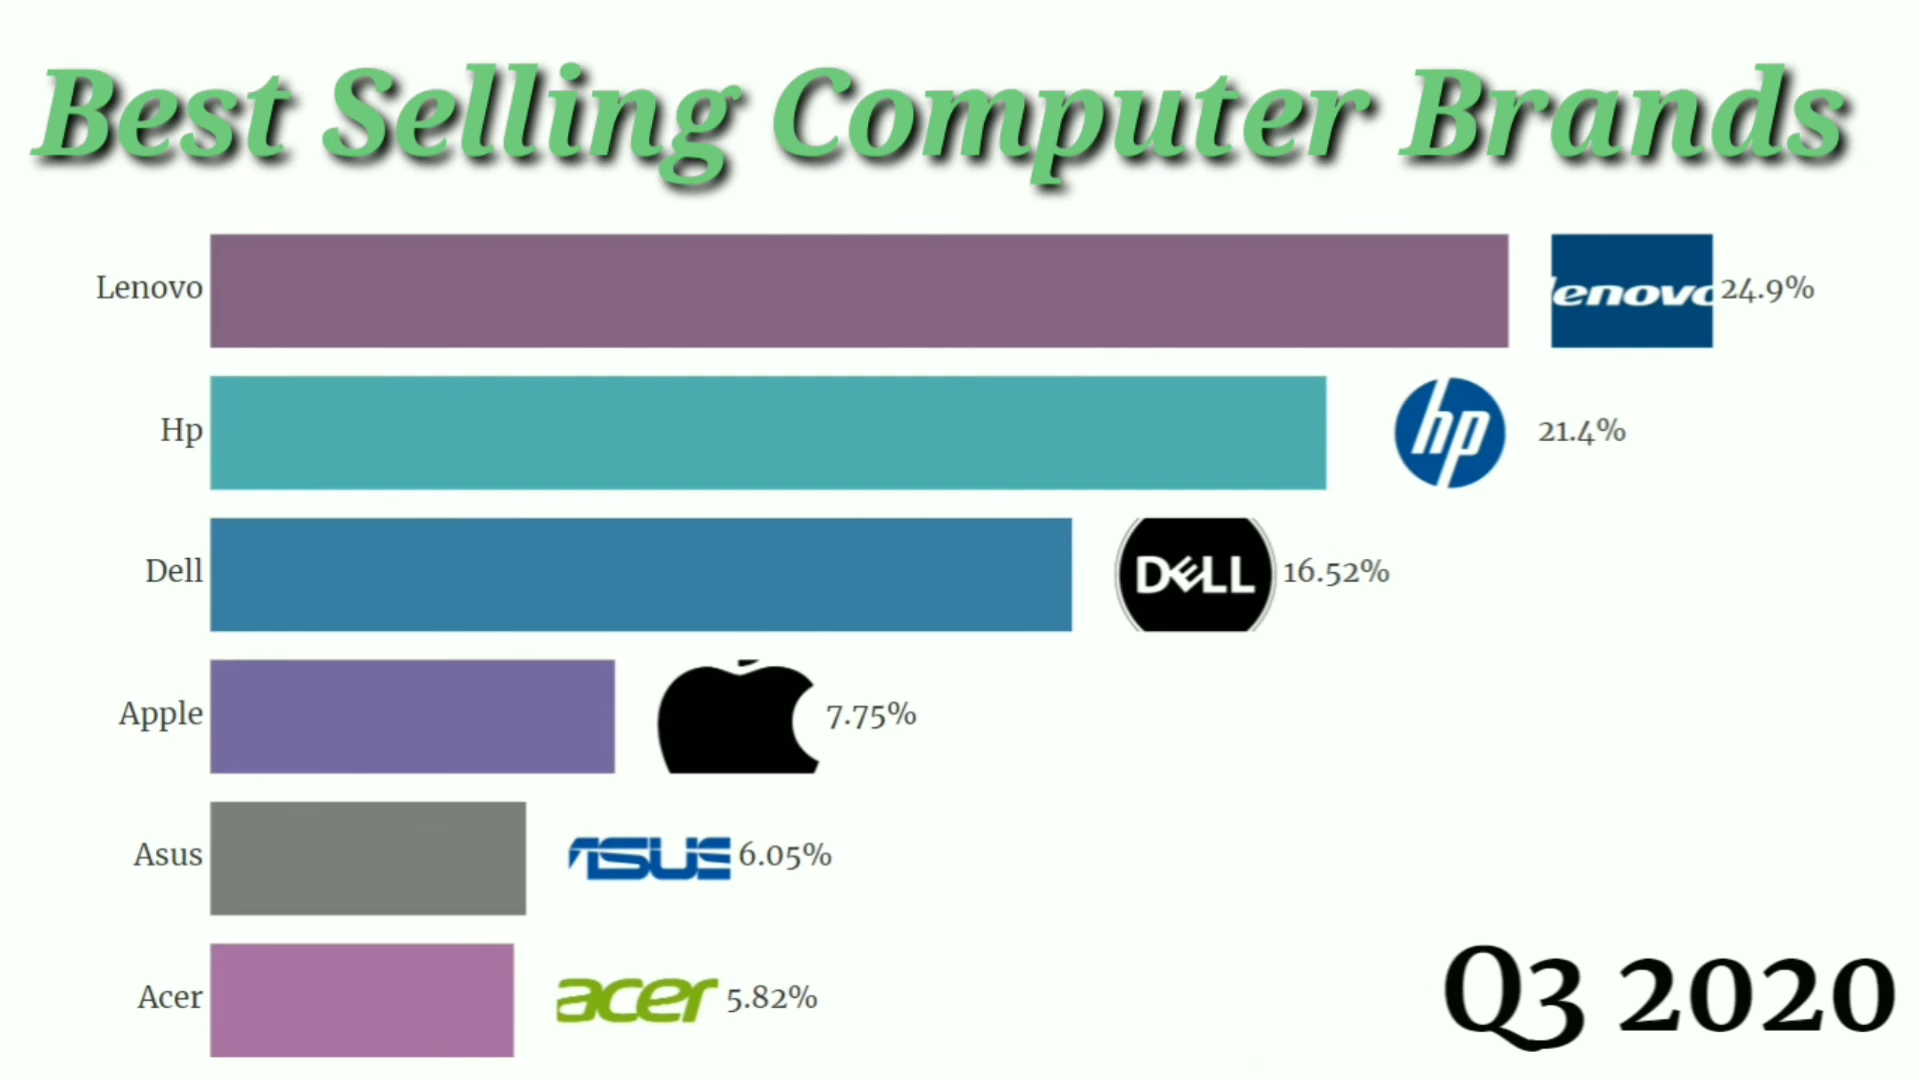 Best Selling Computer Brands
Lenovo lenovo 24.9%
Hp hp 21.4%
Dell DELL 16.52%
Apple 7.75%
Asus ASUS 6.05%
Acer acer 5.82%
Q3 2020